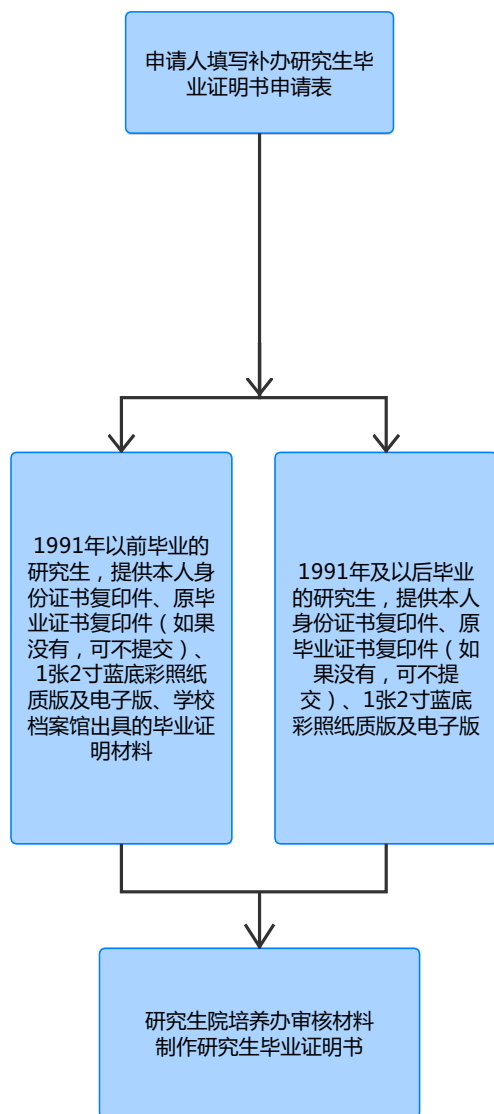 申请人填写补办研究生毕
业证明书申请表
1991年以前毕业的
研究生，提供本人身
份证书复印件、原毕
业证书复印件（如果
没有，可不提交）、
1张2寸蓝底彩照纸
质版及电子版、学校
档案馆出具的毕业证
明材料
1991年及以后毕业
的研究生，提供本人
身份证书复印件、原
毕业证书复印件（如
果没有，可不提
交）、1张2寸蓝底
彩照纸质版及电子版
研究生院培养办审核材料
制作研究生毕业证明书